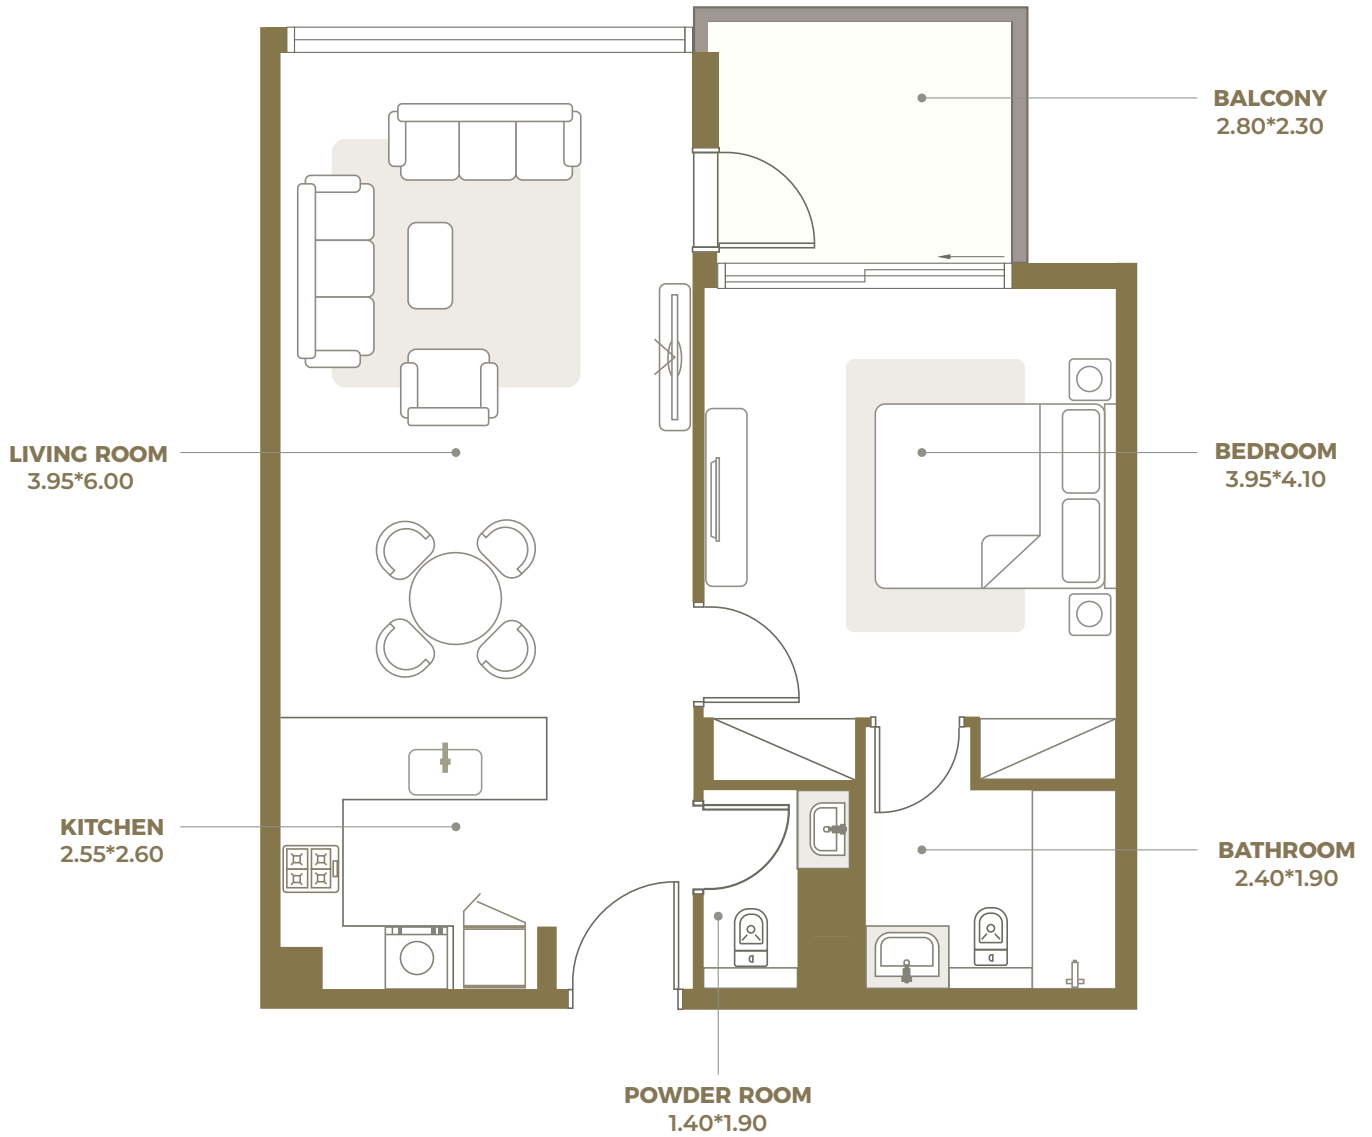 BALCONY
2.80*2.30
LIVING ROOM
3.95*6.00
BEDROOM
3.95*4.10
KITCHEN
2.55*2.60
BATHROOM
2.40*1.90
POWDER ROOM
1.40*1.90